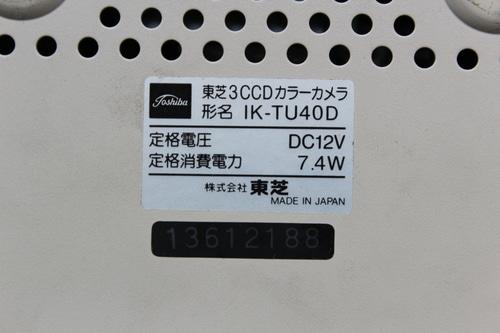 Toshiba
東芝3CCDカラーカメラ
形名 IK-TU40D
定格電圧 DC12V
定格消費電力 7.4W
株式会社 東芝
MADE IN JAPAN
13612188